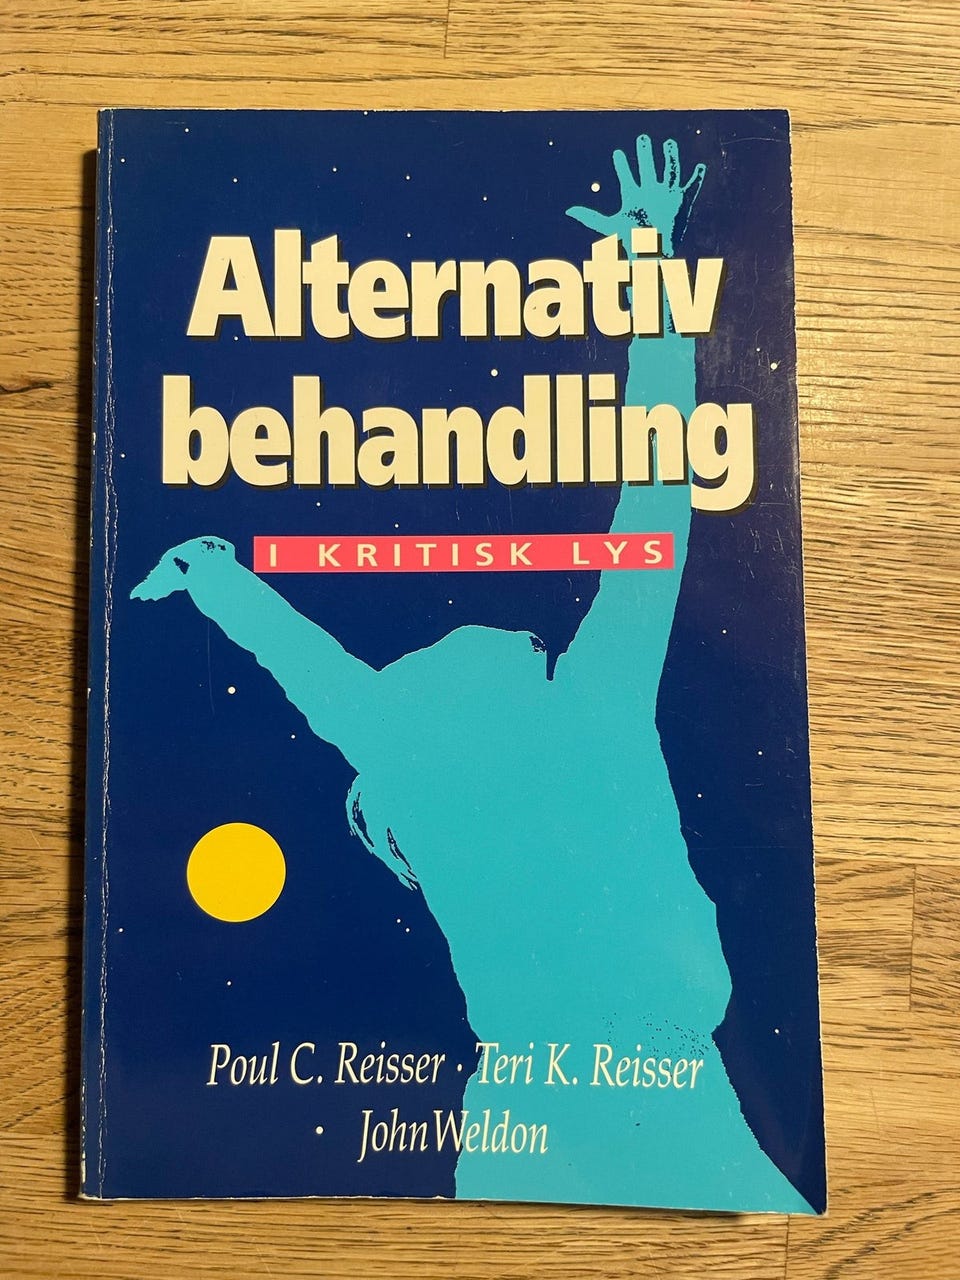 Alternativ
behandling
I KRITISK LYS
Poul C. Reisser · Teri K. Reisser
· John Weldon